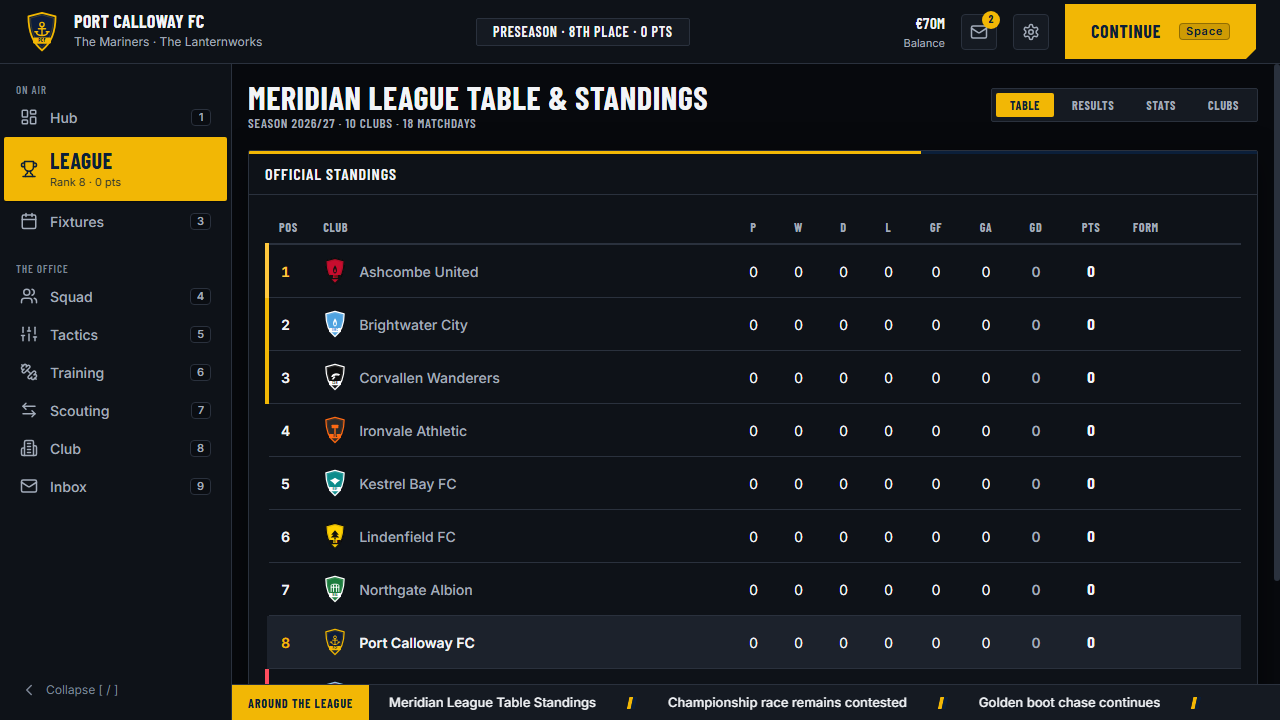 PORT CALLOWAY FC
The Mariners · The Lanternworks
PRESEASON · 8TH PLACE · 0 PTS
€70M
Balance
2
CONTINUE Space
ON AIR
Hub 1
LEAGUE
Rank 8 · 0 pts
Fixtures 3
THE OFFICE
Squad 4
Tactics 5
Training 6
Scouting 7
Club 8
Inbox 9
Collapse [ / ]
MERIDIAN LEAGUE TABLE & STANDINGS
SEASON 2026/27 · 10 CLUBS · 18 MATCHDAYS
TABLE RESULTS STATS CLUBS
OFFICIAL STANDINGS
POS CLUB P W D L GF GA GD PTS FORM
1 Ashcombe United 0 0 0 0 0 0 0 0
2 Brightwater City 0 0 0 0 0 0 0 0
3 Corvallen Wanderers 0 0 0 0 0 0 0 0
4 Ironvale Athletic 0 0 0 0 0 0 0 0
5 Kestrel Bay FC 0 0 0 0 0 0 0 0
6 Lindenfield FC 0 0 0 0 0 0 0 0
7 Northgate Albion 0 0 0 0 0 0 0 0
8 Port Calloway FC 0 0 0 0 0 0 0 0
AROUND THE LEAGUE Meridian League Table Standings / Championship race remains contested / Golden boot chase continues /